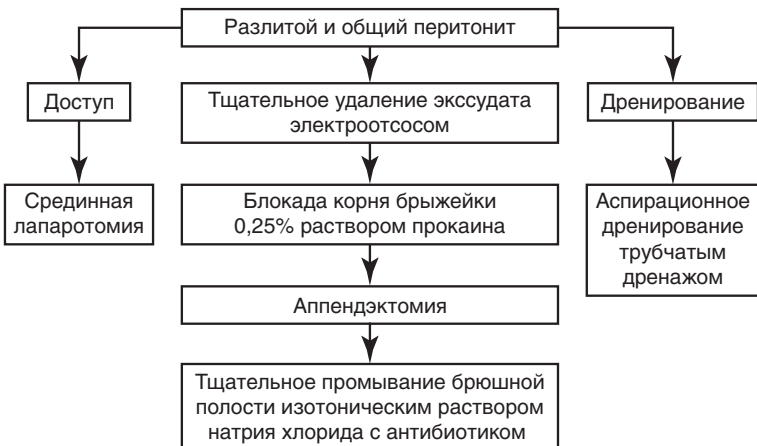 Разлитой и общий перитонит
Доступ
Тщательное удаление экссудата
электроотсосом
Дренирование
Срединная
лапаротомия
Блокада корня брыжейки
0,25% раствором прокаина
Аспирационное
дренирование
трубчатым
дренажом
Аппендэктомия
Тщательное промывание брюшной
полости изотоническим раствором
натрия хлорида с антибиотиком